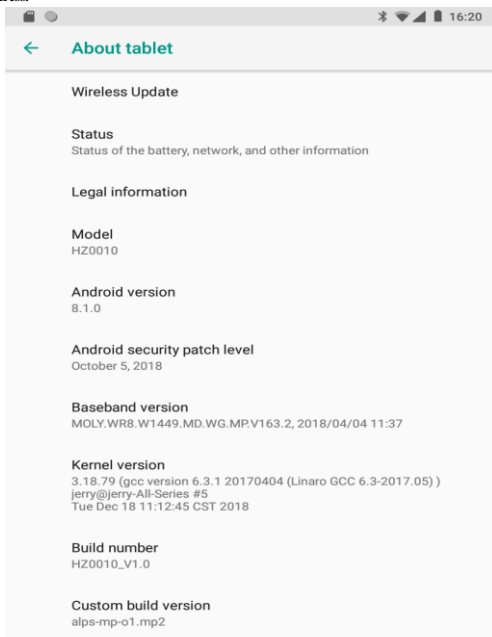 16:20
About tablet
Wireless Update
Status
Status of the battery, network, and other information
Legal information
Model
HZ0010
Android version
8.1.0
Android security patch level
October 5, 2018
Baseband version
MOLY.WR8.W1449.MD.WG.MP.V163.2, 2018/04/04 11:37
Kernel version
3.18.79 (gcc version 6.3.1 20170404 (Linaro GCC 6.3-2017.05) )
jerry@jerry-All-Series #5
Tue Dec 18 11:12:45 CST 2018
Build number
HZ0010_V1.0
Custom build version
alps-mp-o1.mp2